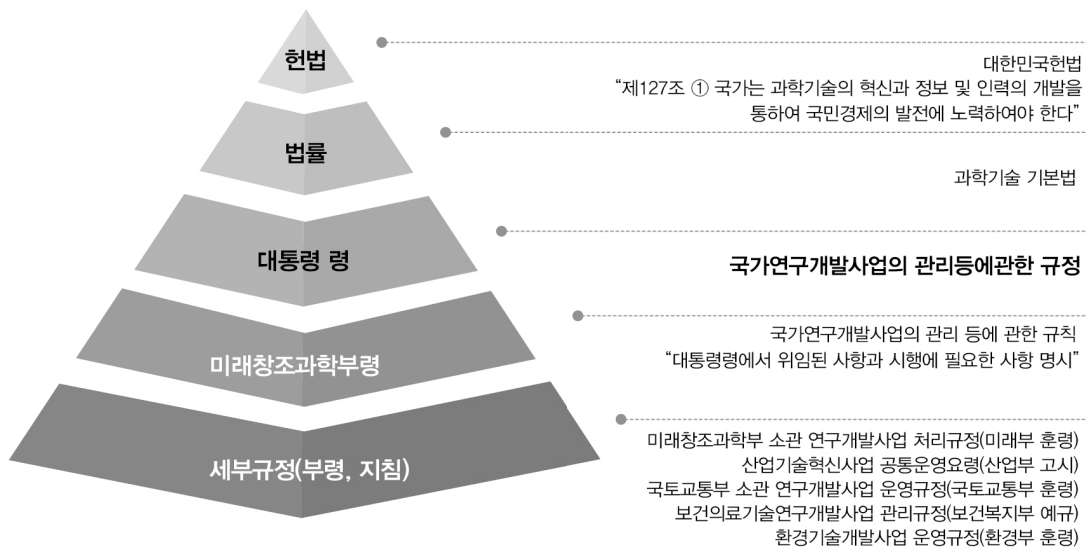 헌법
대한민국헌법
“제127조 ① 국가는 과학기술의 혁신과 정보 및 인력의 개발을
통하여 국민경제의 발전에 노력하여야 한다”
법률
과학기술 기본법
대통령 령
국가연구개발사업의 관리등에관한 규정
미래창조과학부령
국가연구개발사업의 관리 등에 관한 규칙
“대통령령에서 위임된 사항과 시행에 필요한 사항 명시”
세부규정(부령, 지침)
미래창조과학부 소관 연구개발사업 처리규정(미래부 훈령)
산업기술혁신사업 공통운영요령(산업부 고시)
국토교통부 소관 연구개발사업 운영규정(국토교통부 훈령)
보건의료기술연구개발사업 관리규정(보건복지부 예규)
환경기술개발사업 운영규정(환경부 훈령)